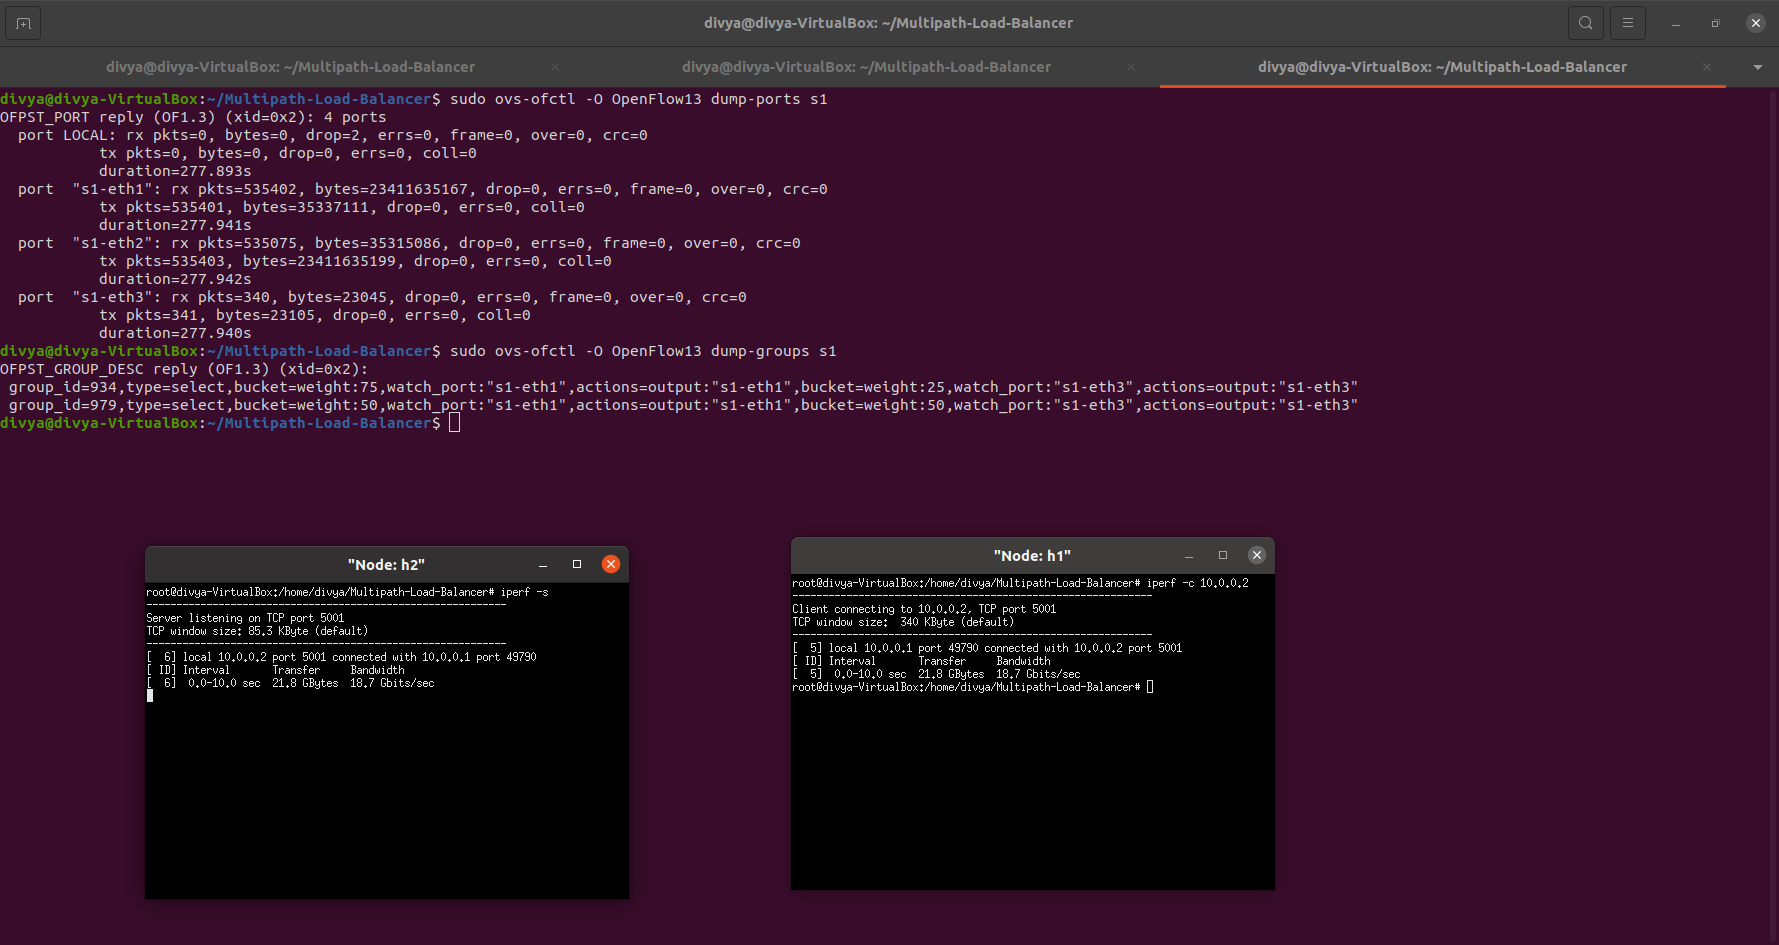 divya@divya-VirtualBox: ~/Multipath-Load-Balancer
divya@divya-VirtualBox: ~/Multipath-Load-Balancer
divya@divya-VirtualBox: ~/Multipath-Load-Balancer
divya@divya-VirtualBox: ~/Multipath-Load-Balancer
divya@divya-VirtualBox:~/Multipath-Load-Balancer$ sudo ovs-ofctl -O OpenFlow13 dump-ports s1
OFPST_PORT reply (OF1.3) (xid=0x2): 4 ports
port LOCAL: rx pkts=0, bytes=0, drop=2, errs=0, frame=0, over=0, crc=0
tx pkts=0, bytes=0, drop=0, errs=0, coll=0
duration=277.893s
port  "s1-eth1": rx pkts=535402, bytes=23411635167, drop=0, errs=0, frame=0, over=0, crc=0
tx pkts=535401, bytes=35337111, drop=0, errs=0, coll=0
duration=277.941s
port  "s1-eth2": rx pkts=535075, bytes=35315086, drop=0, errs=0, frame=0, over=0, crc=0
tx pkts=535403, bytes=23411635199, drop=0, errs=0, coll=0
duration=277.942s
port  "s1-eth3": rx pkts=340, bytes=23045, drop=0, errs=0, frame=0, over=0, crc=0
tx pkts=341, bytes=23105, drop=0, errs=0, coll=0
duration=277.940s
divya@divya-VirtualBox:~/Multipath-Load-Balancer$ sudo ovs-ofctl -O OpenFlow13 dump-groups s1
OFPST_GROUP_DESC reply (OF1.3) (xid=0x2):
group_id=934,type=select,bucket=weight:75,watch_port:"s1-eth1",actions=output:"s1-eth1",bucket=weight:25,watch_port:"s1-eth3",actions=output:"s1-eth3"
group_id=979,type=select,bucket=weight:50,watch_port:"s1-eth1",actions=output:"s1-eth1",bucket=weight:50,watch_port:"s1-eth3",actions=output:"s1-eth3"
divya@divya-VirtualBox:~/Multipath-Load-Balancer$
"Node: h2"
root@divya-VirtualBox:/home/divya/Multipath-Load-Balancer# iperf -s
------------------------------------------------------------
Server listening on TCP port 5001
TCP window size: 85.3 KByte (default)
------------------------------------------------------------
[  6] local 10.0.0.2 port 5001 connected with 10.0.0.1 port 49790
[ ID] Interval       Transfer     Bandwidth
[  6]  0.0-10.0 sec  21.8 GBytes  18.7 Gbits/sec
"Node: h1"
root@divya-VirtualBox:/home/divya/Multipath-Load-Balancer# iperf -c 10.0.0.2
------------------------------------------------------------
Client connecting to 10.0.0.2, TCP port 5001
TCP window size:  340 KByte (default)
------------------------------------------------------------
[  5] local 10.0.0.1 port 49790 connected with 10.0.0.2 port 5001
[ ID] Interval       Transfer     Bandwidth
[  5]  0.0-10.0 sec  21.8 GBytes  18.7 Gbits/sec
root@divya-VirtualBox:/home/divya/Multipath-Load-Balancer#